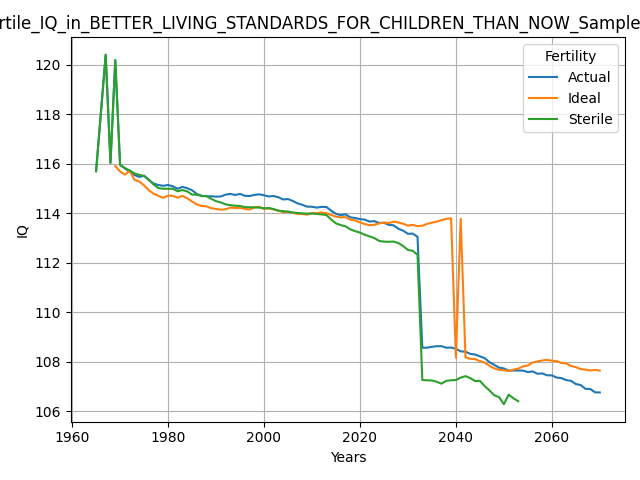 rtile_IQ_in_BETTER_LIVING_STANDARDS_FOR_CHILDREN_THAN_NOW_Sample
Fertility
Actual
Ideal
Sterile
120
118
116
114
112
110
108
106
IQ
1960
1980
2000
2020
2040
2060
Years